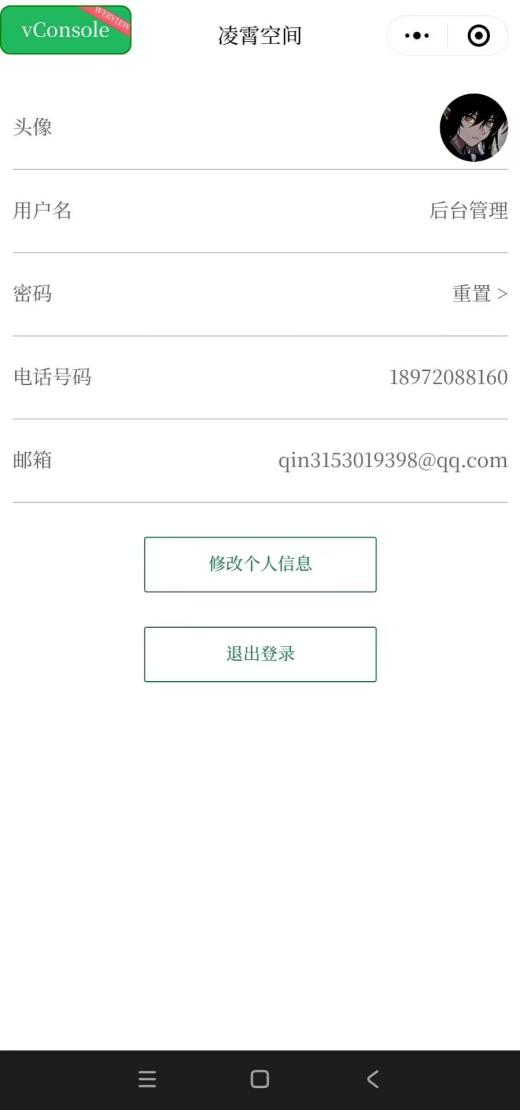 vConsole
WEBVIEW
凌霄空间
头像
用户名 后台管理
密码 重置 >
电话号码 18972088160
邮箱 qin3153019398@qq.com
修改个人信息
退出登录